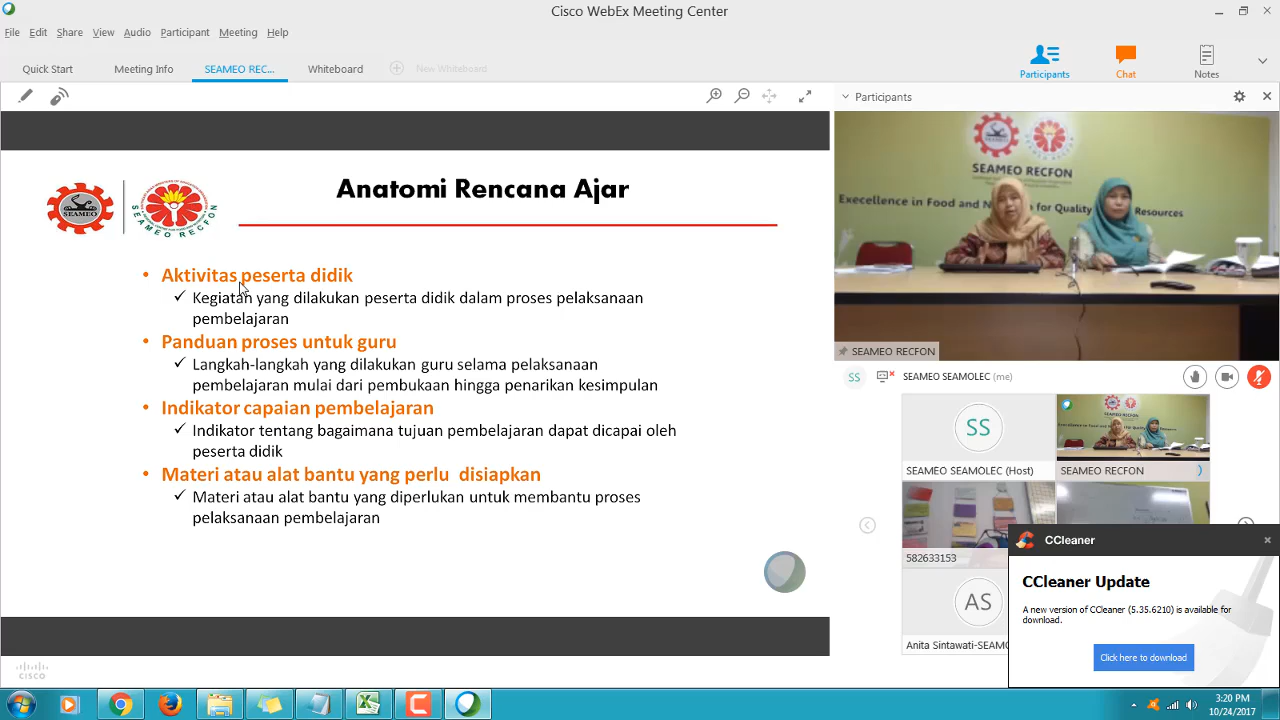 Cisco WebEx Meeting Center
File Edit Share View Audio Participant Meeting Help
Quick Start
Meeting Info
SEAMEO REC...
Whiteboard
New Whiteboard
Participants
Chat
Notes
Participants
Anatomi Rencana Ajar
SEAMEO
SEAMEO RECFON
• Aktivitas peserta didik
✓ Kegiatan yang dilakukan peserta didik dalam proses pelaksanaan
pembelajaran
• Panduan proses untuk guru
✓ Langkah-langkah yang dilakukan guru selama pelaksanaan
pembelajaran mulai dari pembukaan hingga penarikan kesimpulan
• Indikator capaian pembelajaran
✓ Indikator tentang bagaimana tujuan pembelajaran dapat dicapai oleh
peserta didik
• Materi atau alat bantu yang perlu  disiapkan
✓ Materi atau alat bantu yang diperlukan untuk membantu proses
pelaksanaan pembelajaran
cisco
SEAMEO RECFON
Execellence in Food and for Quality Resources
SEAMEO RECFON
SS
SEAMEO SEAMOLEC (me)
SS
SEAMEO SEAMOLEC (Host)
SEAMEO RECFON
582633153
AS
Anita Sintawati-SEAMO
CCleaner
CCleaner Update
A new version of CCleaner (5.35.6210) is available for
download.
Click here to download
3:20 PM
10/24/2017